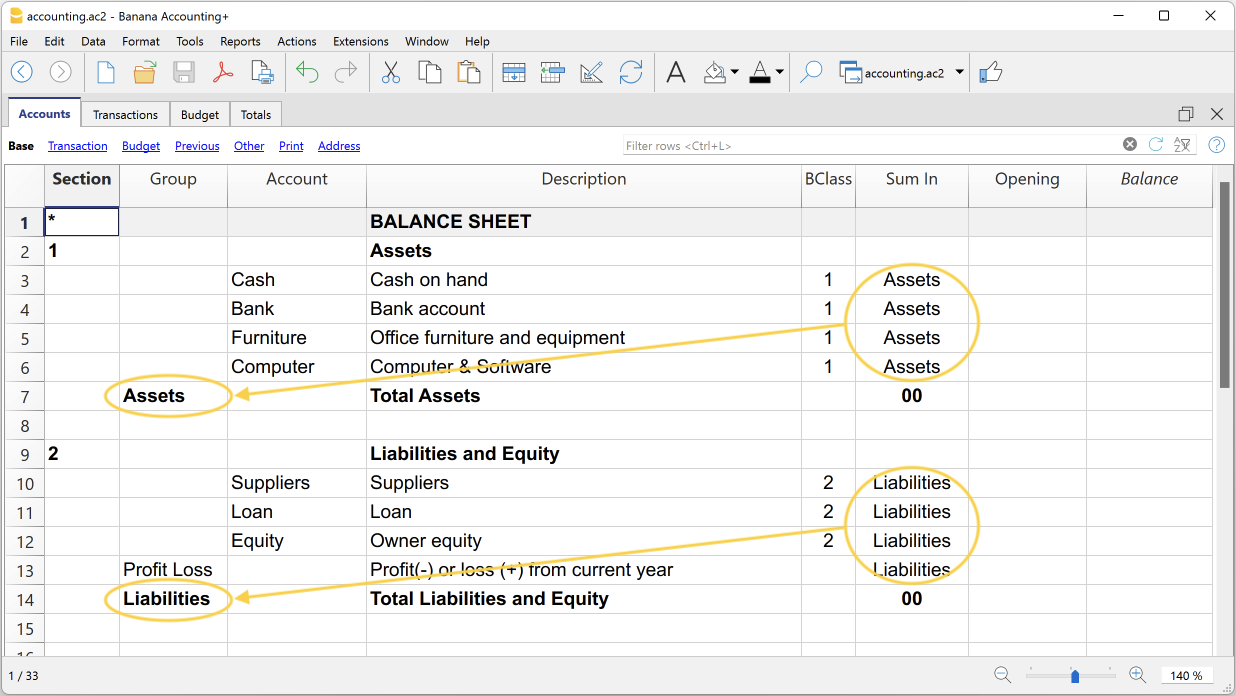 accounting.ac2 - Banana Accounting+
File Edit Data Format Tools Reports Actions Extensions Window Help
accounting.ac2
Accounts Transactions Budget Totals
Base Transaction Budget Previous Other Print Address Filter rows <Ctrl+L>
Section Group Account Description BClass Sum In Opening Balance
1 * BALANCE SHEET
2 1 Assets
3 Cash Cash on hand 1 Assets
4 Bank Bank account 1 Assets
5 Furniture Office furniture and equipment 1 Assets
6 Computer Computer & Software 1 Assets
7 Assets Total Assets 00
8
9 2 Liabilities and Equity
10 Suppliers Suppliers 2 Liabilities
11 Loan Loan 2 Liabilities
12 Equity Owner equity 2 Liabilities
13 Profit Loss Profit(-) or loss (+) from current year Liabilities
14 Liabilities Total Liabilities and Equity 00
15
16
1 / 33 140 %